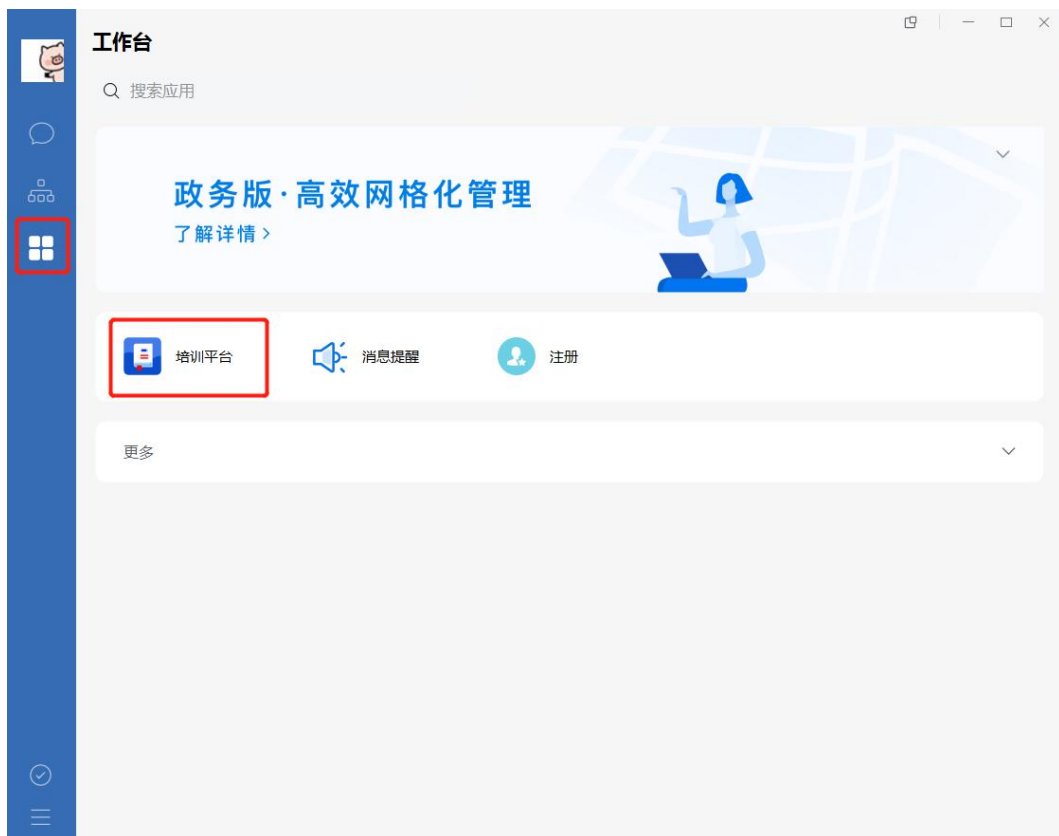 工作台
搜索应用
政务版·高效网格化管理
了解详情>
培训平台
消息提醒
注册
更多